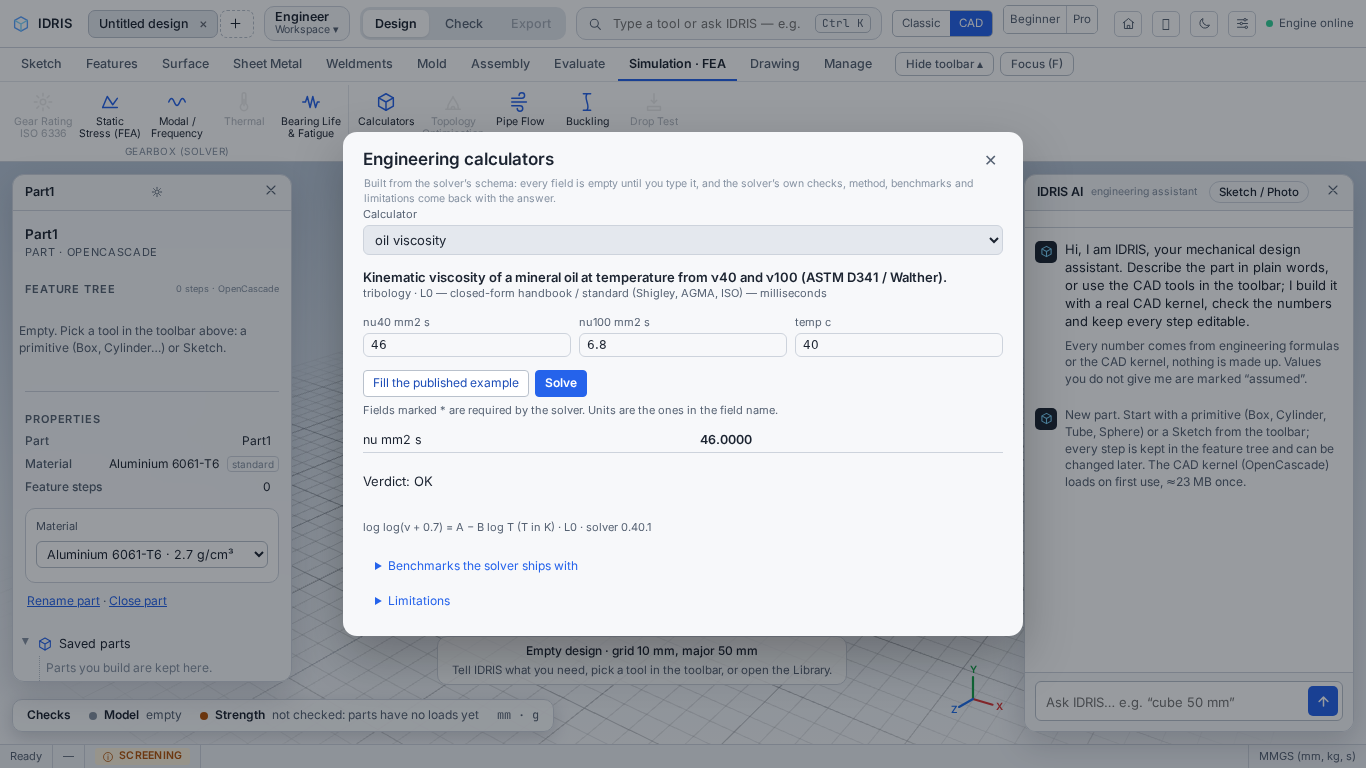 IDRIS
Untitled design ×
+
Engineer
Workspace ▾
Design
Check
Export
Type a tool or ask IDRIS — e.g.
Ctrl K
Classic
CAD
Beginner
Pro
Engine online
Sketch
Features
Surface
Sheet Metal
Weldments
Mold
Assembly
Evaluate
Simulation · FEA
Drawing
Manage
Hide toolbar ▴
Focus (F)
Gear Rating
ISO 6336
Static
Stress (FEA)
Modal /
Frequency
Thermal
Bearing Life
& Fatigue
Calculators
Topology
Pipe Flow
Buckling
Drop Test
GEARBOX (SOLVER)
Part1
Part1
PART · OPENCASCADE
FEATURE TREE
0 steps · OpenCascade
Empty. Pick a tool in the toolbar above: a
primitive (Box, Cylinder…) or Sketch.
PROPERTIES
Part Part1
Material Aluminium 6061-T6 standard
Feature steps 0
Material
Aluminium 6061-T6 · 2.7 g/cm³
Rename part · Close part
▼ Saved parts
Parts you build are kept here.
Engineering calculators
Built from the solver’s schema: every field is empty until you type it, and the solver’s own checks, method, benchmarks and
limitations come back with the answer.
Calculator
oil viscosity
Kinematic viscosity of a mineral oil at temperature from ν40 and ν100 (ASTM D341 / Walther).
tribology · L0 — closed-form handbook / standard (Shigley, AGMA, ISO) — milliseconds
nu40 mm2 s
nu100 mm2 s
temp c
46
6.8
40
Fill the published example
Solve
Fields marked * are required by the solver. Units are the ones in the field name.
nu mm2 s 46.0000
Verdict: OK
log log(ν + 0.7) = A − B log T (T in K) · L0 · solver 0.40.1
▶ Benchmarks the solver ships with
▶ Limitations
Empty design · grid 10 mm, major 50 mm
Tell IDRIS what you need, pick a tool in the toolbar, or open the Library.
IDRIS AI engineering assistant
Sketch / Photo
Hi, I am IDRIS, your mechanical design
assistant. Describe the part in plain words,
or use the CAD tools in the toolbar; I build it
with a real CAD kernel, check the numbers
and keep every step editable.
Every number comes from engineering formulas
or the CAD kernel, nothing is made up. Values
you do not give me are marked “assumed”.
New part. Start with a primitive (Box, Cylinder,
Tube, Sphere) or a Sketch from the toolbar;
every step is kept in the feature tree and can be
changed later. The CAD kernel (OpenCascade)
loads on first use, ≈23 MB once.
Ask IDRIS… e.g. “cube 50 mm”
Y
X
Z
Checks
Model empty
Strength not checked: parts have no loads yet
mm · g
Ready
—
SCREENING
MMGS (mm, kg, s)